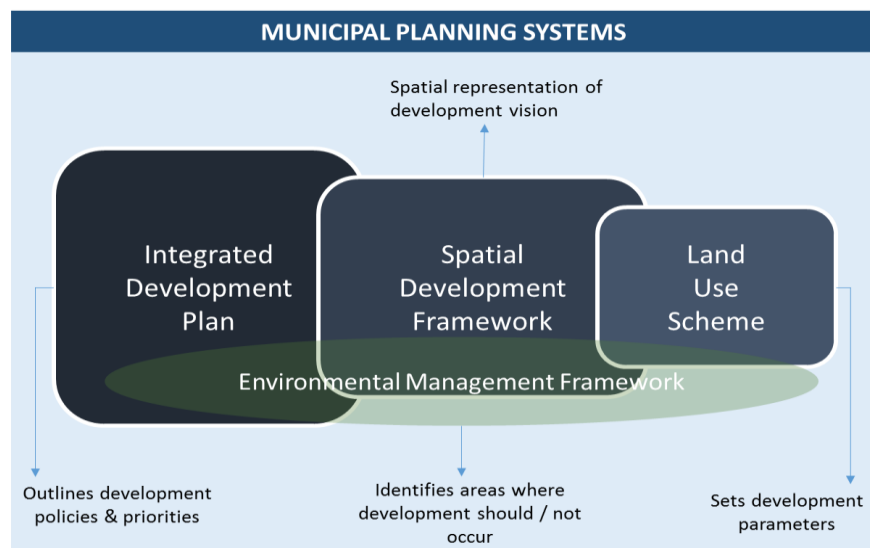 MUNICIPAL PLANNING SYSTEMS
Spatial representation of
development vision
Integrated
Development
Plan
Spatial
Development
Framework
Land
Use
Scheme
Environmental Management Framework
Outlines development
policies & priorities
Identifies areas where
development should / not
occur
Sets development
parameters